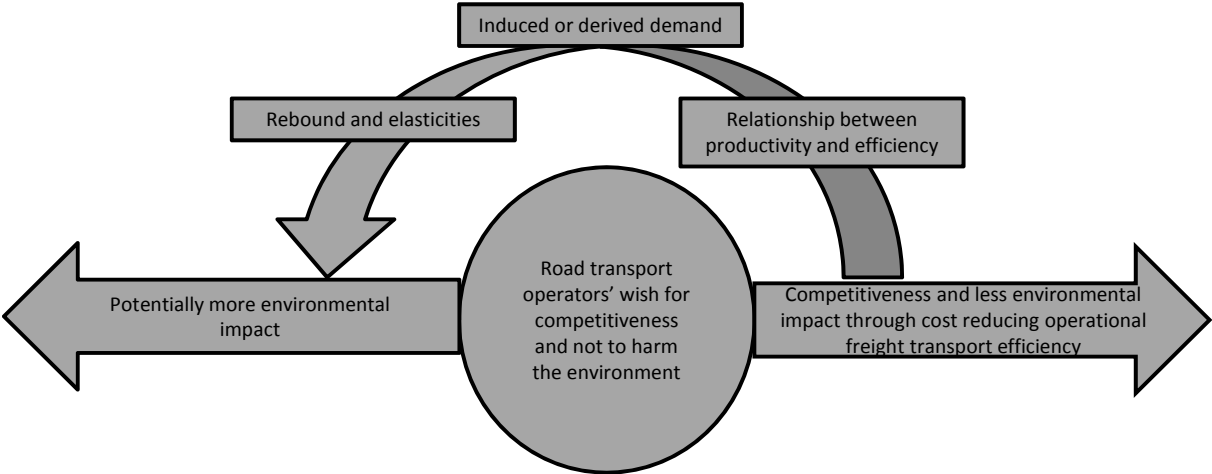 Induced or derived demand
Rebound and elasticities
Relationship between
productivity and efficiency
Road transport
operators’ wish for
competitiveness
and not to harm
the environment
Potentially more environmental
impact
Competitiveness and less environmental
impact through cost reducing operational
freight transport efficiency